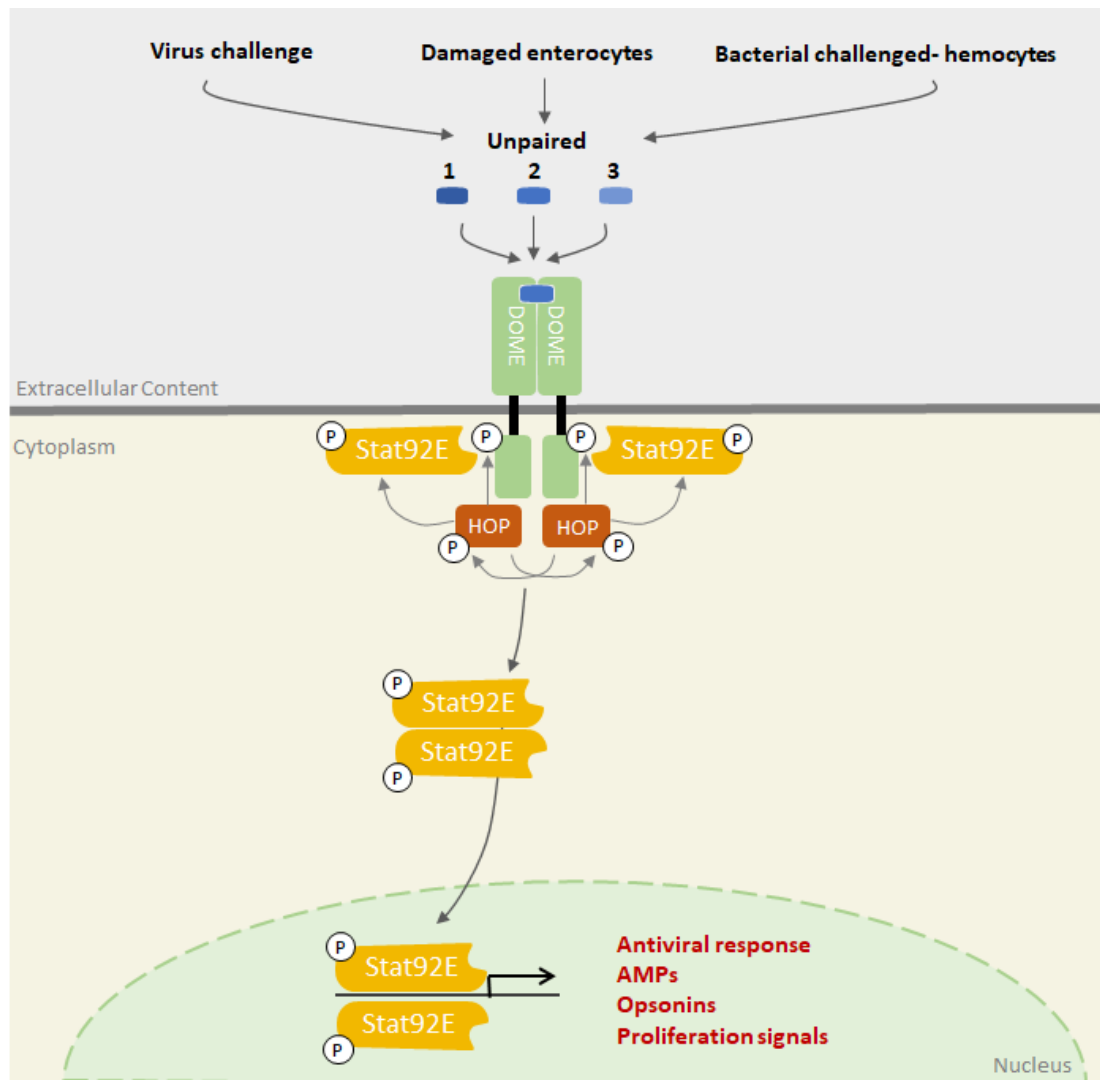 Virus challenge
Damaged enterocytes
Bacterial challenged- hemocytes
Unpaired
1
2
3
DOME
DOME
Extracellular Content
Cytoplasm
P
Stat92E
P
P
Stat92E
P
HOP
HOP
P
P
P
Stat92E
Stat92E
P
P
Stat92E
Stat92E
P
Antiviral response
AMPs
Opsonins
Proliferation signals
Nucleus